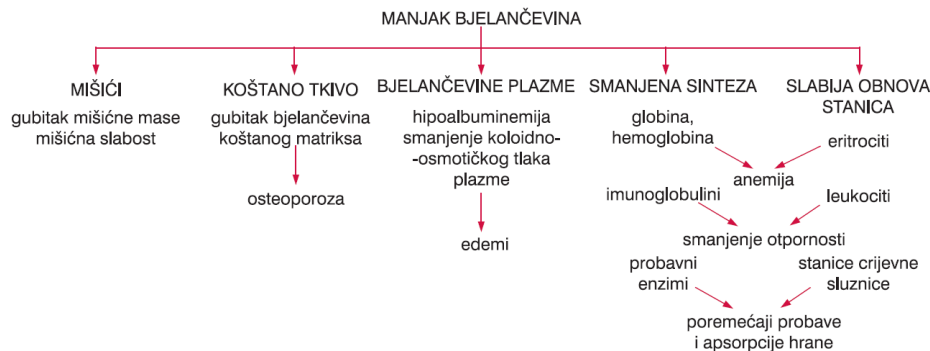 MANJAK BJELANČEVINA
MIŠIĆI
gubitak mišićne mase
mišićna slabost
KOŠTANO TKIVO
gubitak bjelančevina
koštanog matriksa
osteoporoza
BJELANČEVINE PLAZME
hipoalbuminemija
smanjenje koloidno-
-osmotičkog tlaka
plazme
edemi
SMANJENA SINTEZA
globina,
hemoglobina
SLABIJA OBNOVA
STANICA
eritrociti
anemija
imunoglobulini
leukociti
smanjenje otpornosti
probavni
enzimi
stanice crijevne
sluznice
poremećaji probave
i apsorpcije hrane